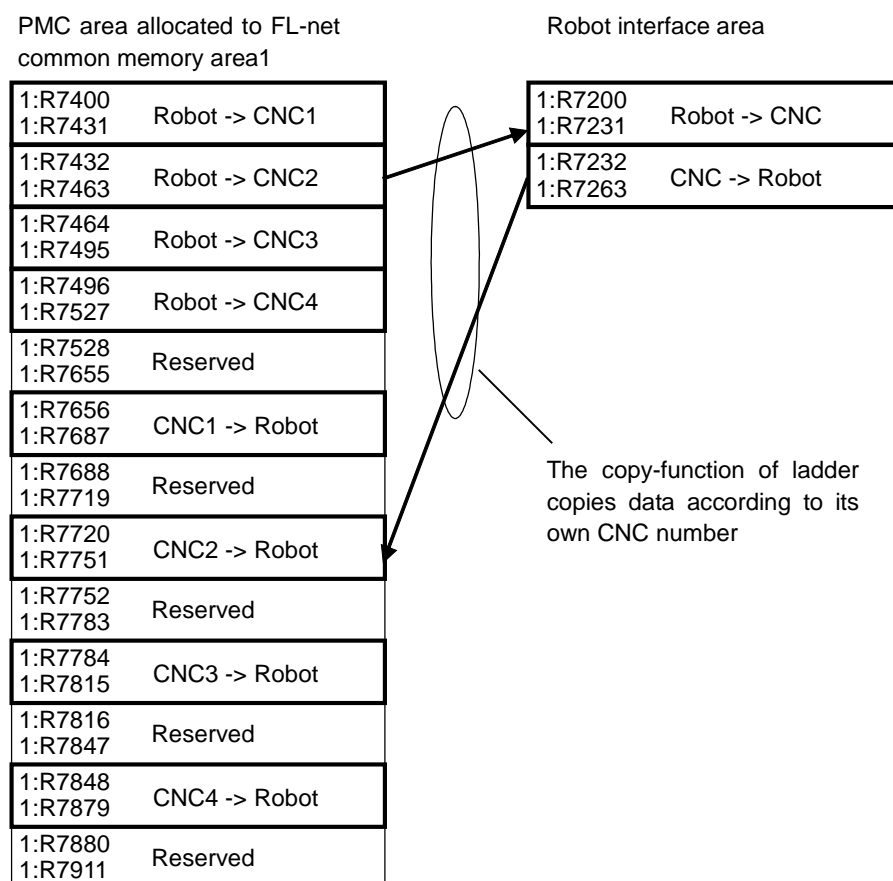 PMC area allocated to FL-net
common memory area1
Robot interface area
1:R7400
1:R7431
Robot -> CNC1
1:R7432
1:R7463
Robot -> CNC2
1:R7464
1:R7495
Robot -> CNC3
1:R7496
1:R7527
Robot -> CNC4
1:R7528
1:R7655
Reserved
1:R7656
1:R7687
CNC1 -> Robot
1:R7688
1:R7719
Reserved
1:R7720
1:R7751
CNC2 -> Robot
1:R7752
1:R7783
Reserved
1:R7784
1:R7815
CNC3 -> Robot
1:R7816
1:R7847
Reserved
1:R7848
1:R7879
CNC4 -> Robot
1:R7880
1:R7911
Reserved
1:R7200
1:R7231
Robot -> CNC
1:R7232
1:R7263
CNC -> Robot
The copy-function of ladder
copies data according to its
own CNC number